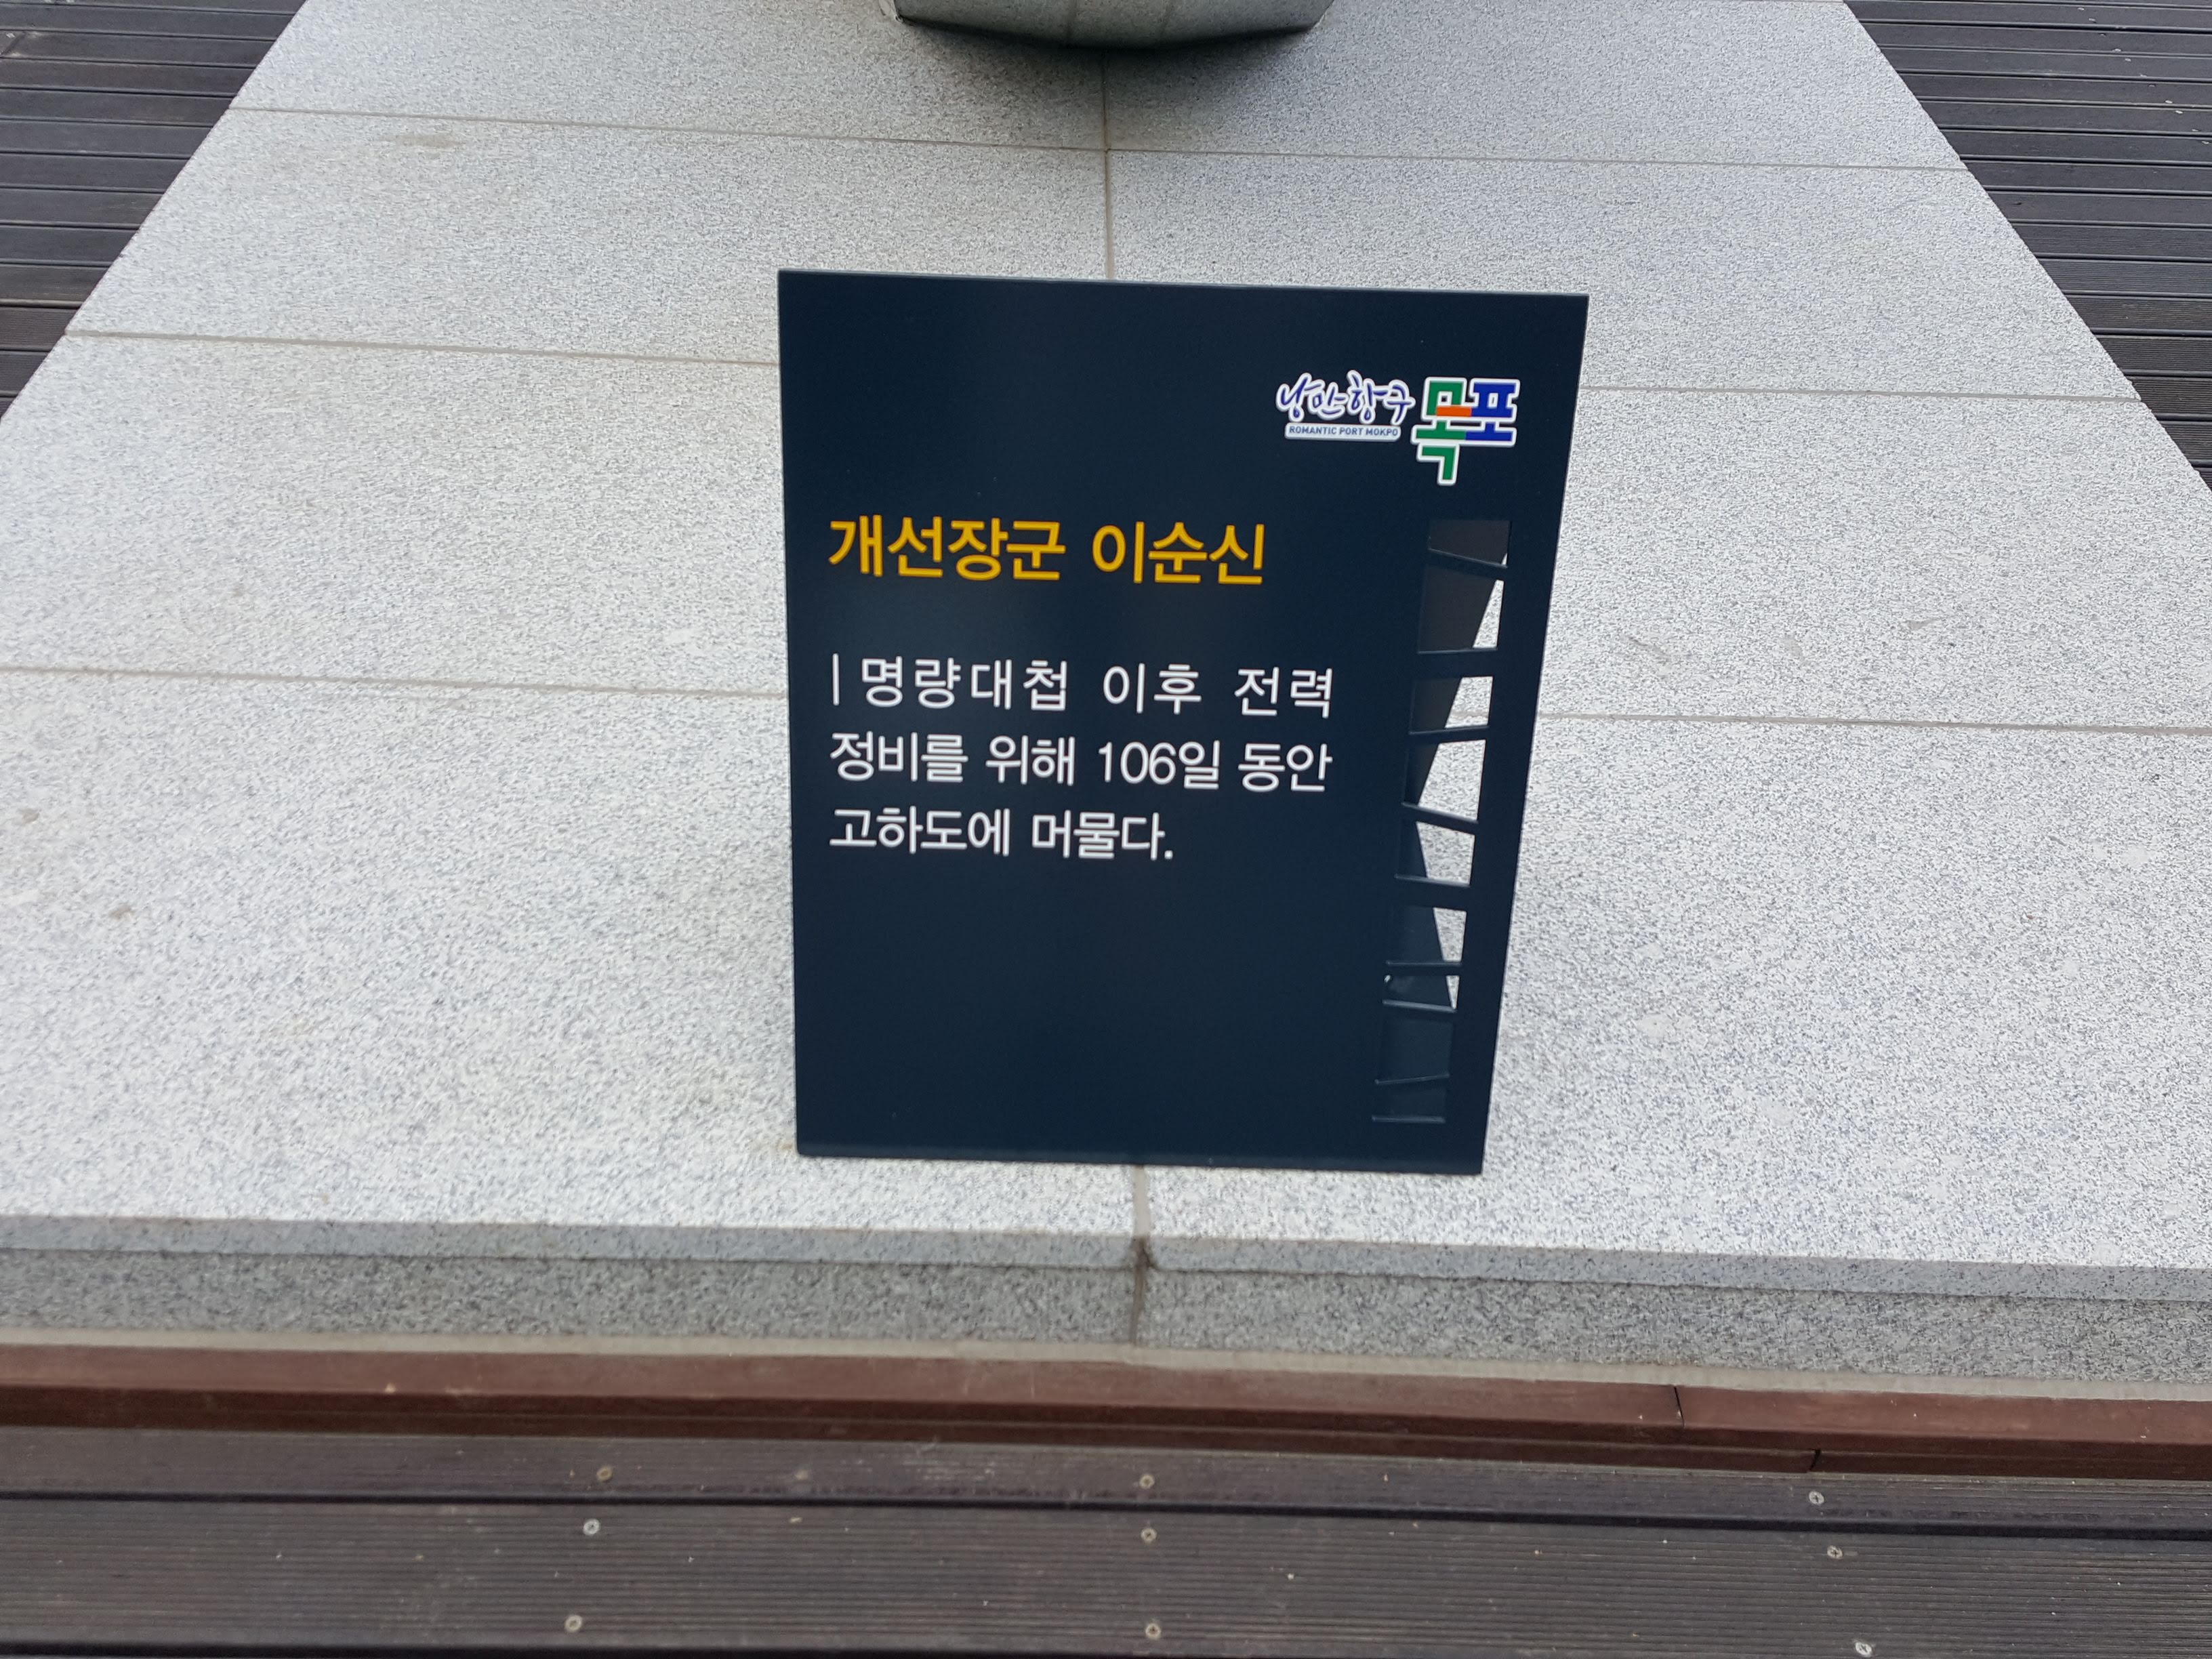 낭만항구 목포
ROMANTIC PORT MOKPO
개선장군 이순신
| 명량대첩 이후 전력
정비를 위해 106일 동안
고하도에 머물다.